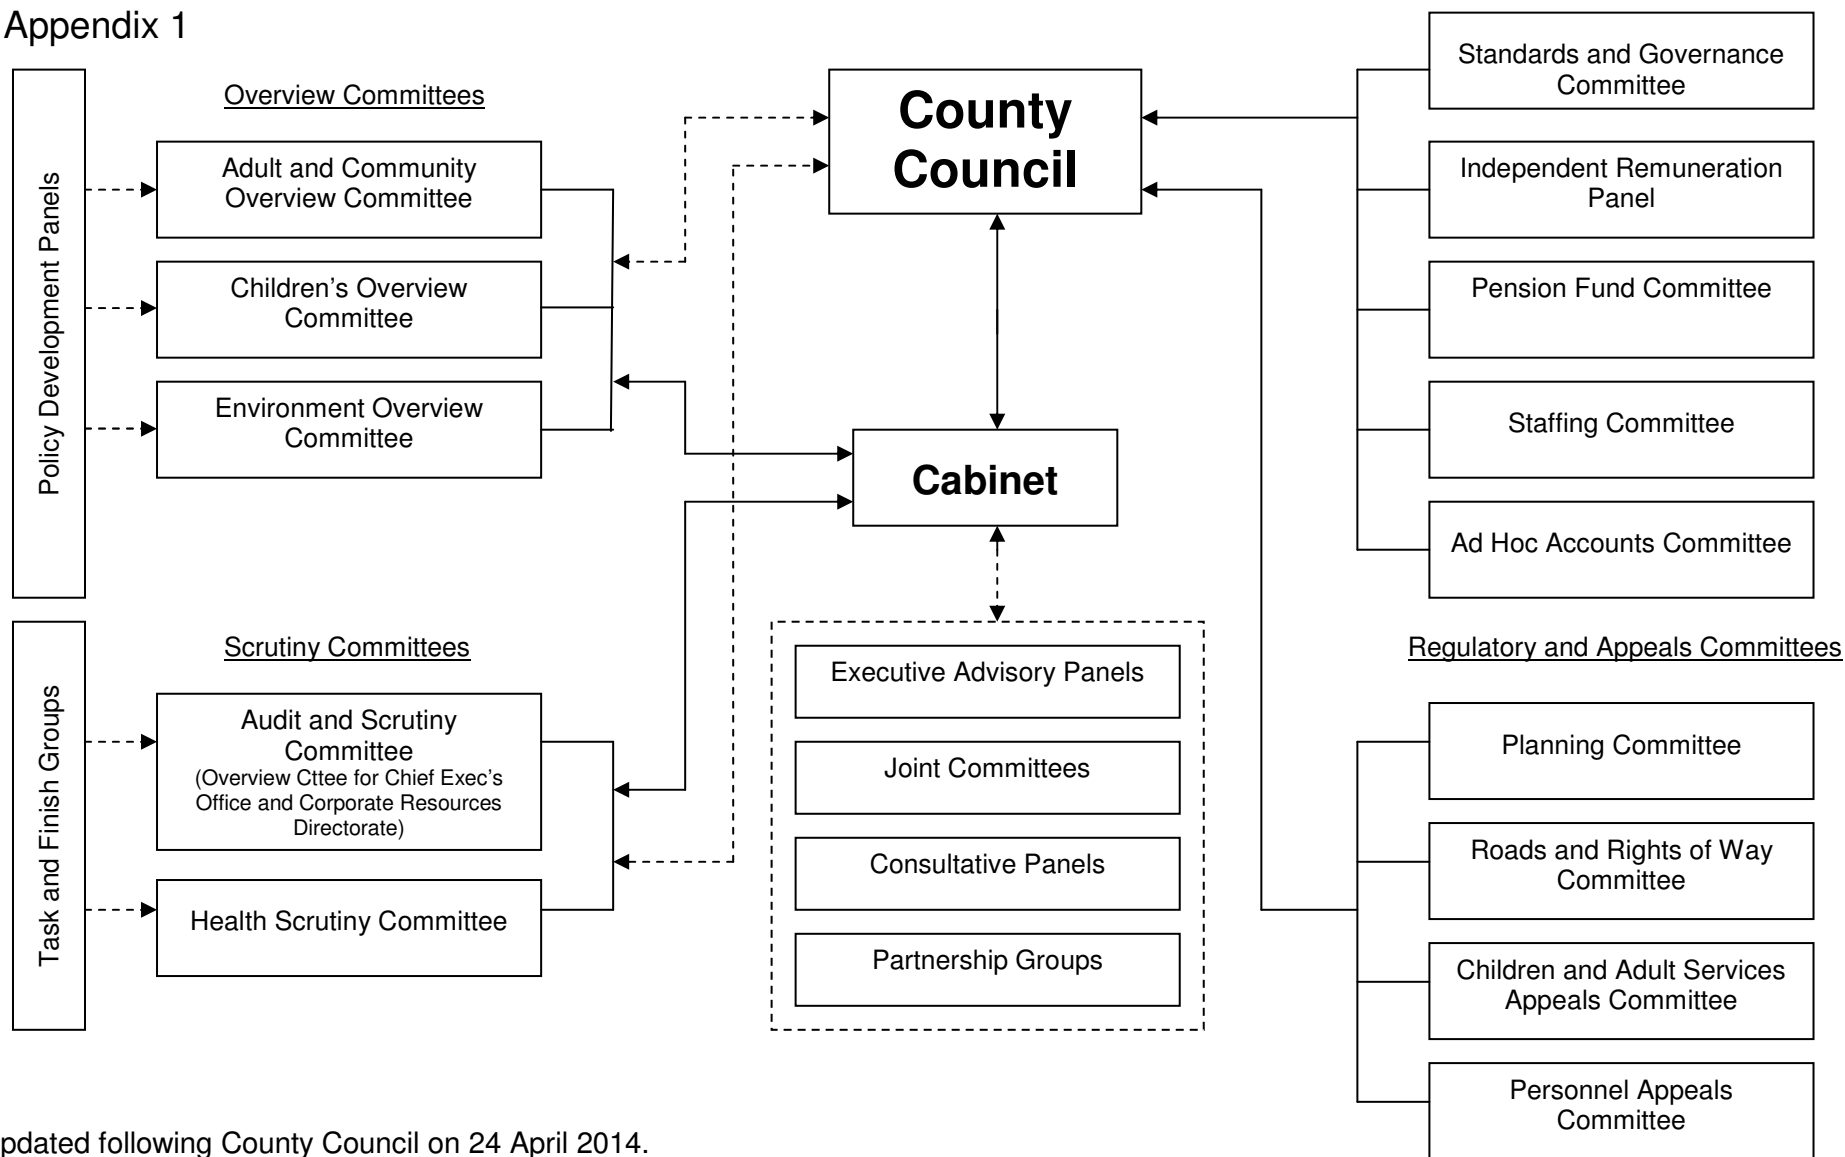 Appendix 1
Policy Development Panels
Overview Committees
Adult and Community
Overview Committee
Children’s Overview
Committee
Environment Overview
Committee
Task and Finish Groups
Scrutiny Committees
Audit and Scrutiny
Committee
(Overview Cttee for Chief Exec’s
Office and Corporate Resources
Directorate)
Health Scrutiny Committee
County
Council
Cabinet
Executive Advisory Panels
Joint Committees
Consultative Panels
Partnership Groups
Standards and Governance
Committee
Independent Remuneration
Panel
Pension Fund Committee
Staffing Committee
Ad Hoc Accounts Committee
Regulatory and Appeals Committees
Planning Committee
Roads and Rights of Way
Committee
Children and Adult Services
Appeals Committee
Personnel Appeals
Committee
pdated following County Council on 24 April 2014.